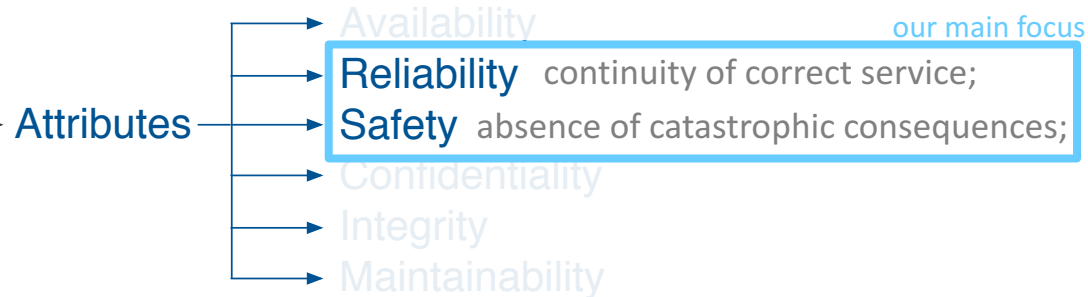 Availability
our main focus
Reliability continuity of correct service;
Attributes
Safety absence of catastrophic consequences;
Confidentiality
Integrity
Maintainability